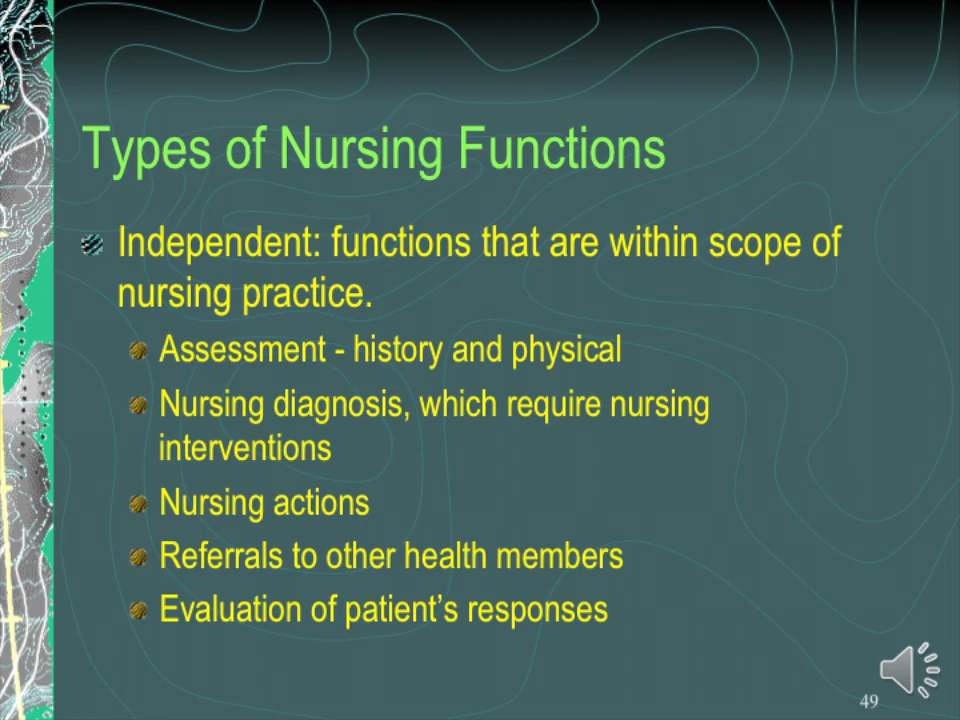 Types of Nursing Functions
Independent: functions that are within scope of
nursing practice.
Assessment - history and physical
Nursing diagnosis, which require nursing
interventions
Nursing actions
Referrals to other health members
Evaluation of patient’s responses
49